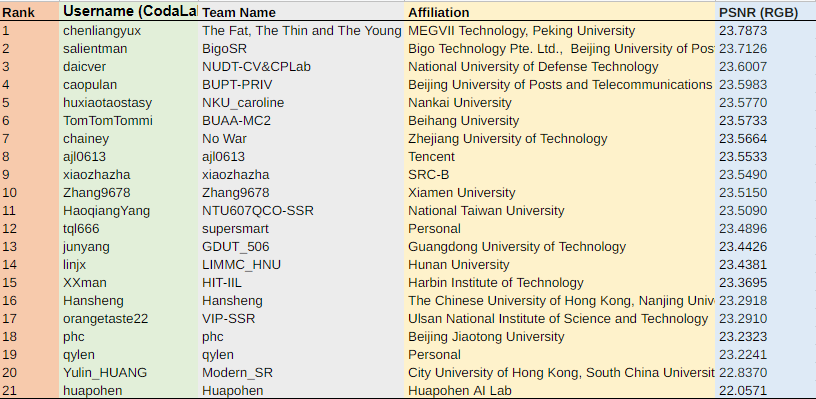 Rank Username (CodaLa Team Name Affiliation PSNR (RGB)
1 chenliangyux The Fat, The Thin and The Young MEGVII Technology, Peking University 23.7873
2 salientman BigoSR Bigo Technology Pte. Ltd., Beijing University of Pos 23.7126
3 daicver NUDT-CV&CPLab National University of Defense Technology 23.6007
4 caopulan BUPT-PRIV Beijing University of Posts and Telecommunications 23.5983
5 huxiaotaostasy NKU_caroline Nankai University 23.5770
6 TomTomTommi BUAA-MC2 Beihang University 23.5733
7 chainey No War Zhejiang University of Technology 23.5664
8 ajl0613 ajl0613 Tencent 23.5533
9 xiaozhazha xiaozhazha SRC-B 23.5490
10 Zhang9678 Zhang9678 Xiamen University 23.5150
11 HaoqiangYang NTU607QCO-SSR National Taiwan University 23.5090
12 tql666 supersmart Personal 23.4896
13 junyang GDUT_506 Guangdong University of Technology 23.4426
14 linjx LIMMC_HNU Hunan University 23.4381
15 XXman HIT-IIL Harbin Institute of Technology 23.3695
16 Hansheng Hansheng The Chinese University of Hong Kong, Nanjing Univ 23.2918
17 orangetaste22 VIP-SSR Ulsan National Institute of Science and Technology 23.2910
18 phc phc Beijing Jiaotong University 23.2323
19 qylen qylen Personal 23.2241
20 Yulin_HUANG Modern_SR City University of Hong Kong, South China Universit 22.8370
21 huapohen Huapohen Huapohen AI Lab 22.0571